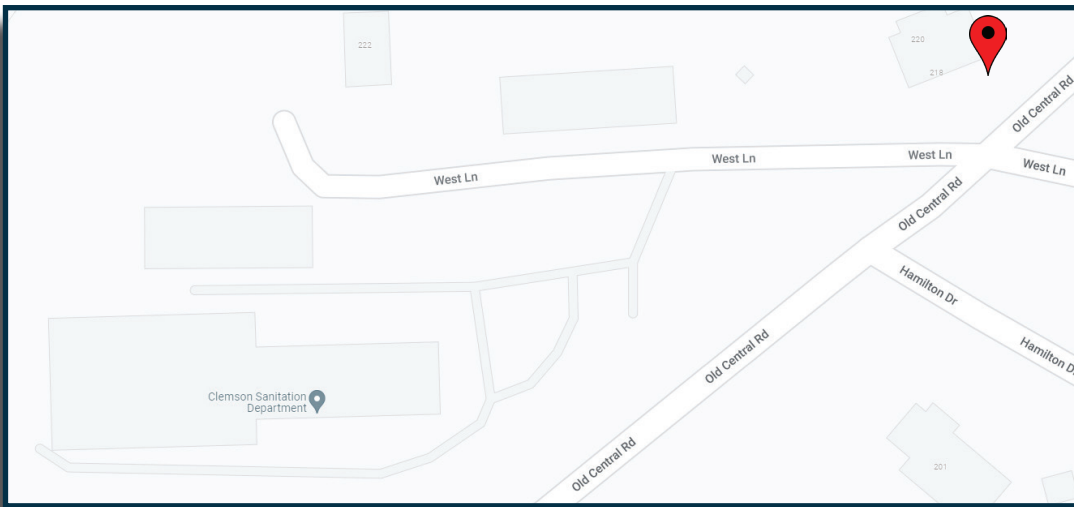 222
220
218
Old Central Rd
West Ln
West Ln
West Ln
West Ln
Old Central Rd
Hamilton Dr
Old Central Rd
Hamilton D
Clemson Sanitation
Department
Old Central Rd
201